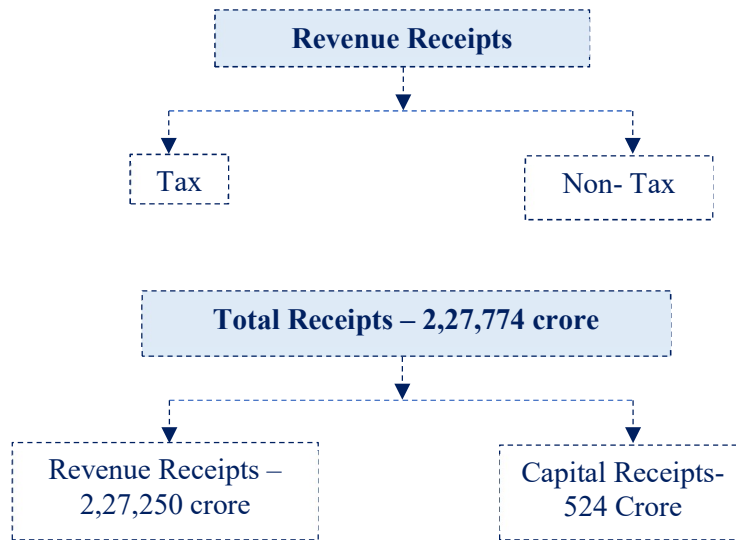 Revenue Receipts
Tax
Non- Tax
Total Receipts – 2,27,774 crore
Revenue Receipts –
2,27,250 crore
Capital Receipts-
524 Crore